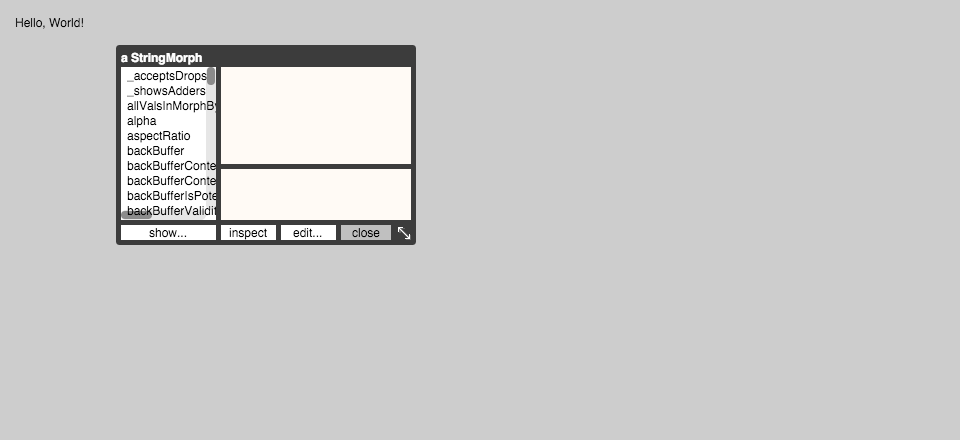 Hello, World!
a StringMorph
_acceptsDrops
_showsAdders
allValsInMorphBy
alpha
aspectRatio
backBuffer
backBufferConte
backBufferConte
backBufferIsPote
backBufferValidit
show...
inspect
edit...
close